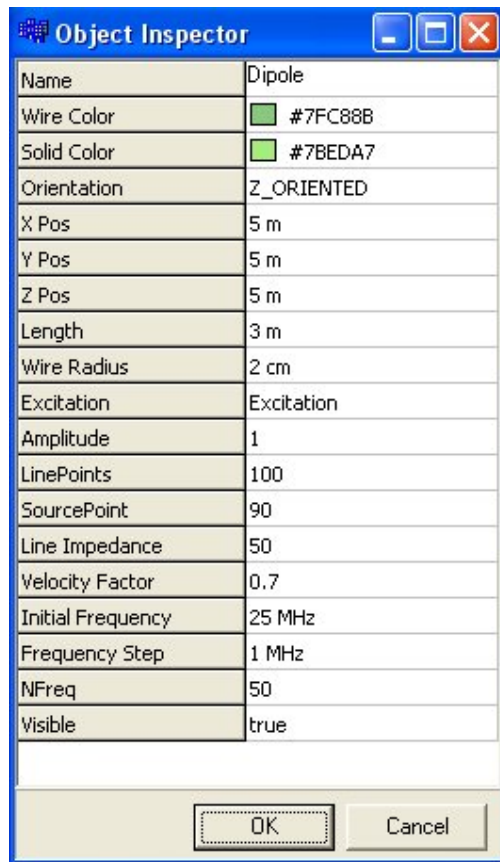 Object Inspector
Name Dipole
Wire Color #7FC88B
Solid Color #7BEDA7
Orientation Z_ORIENTED
X Pos 5 m
Y Pos 5 m
Z Pos 5 m
Length 3 m
Wire Radius 2 cm
Excitation Excitation
Amplitude 1
LinePoints 100
SourcePoint 90
Line Impedance 50
Velocity Factor 0.7
Initial Frequency 25 MHz
Frequency Step 1 MHz
NFreq 50
Visible true
OK Cancel